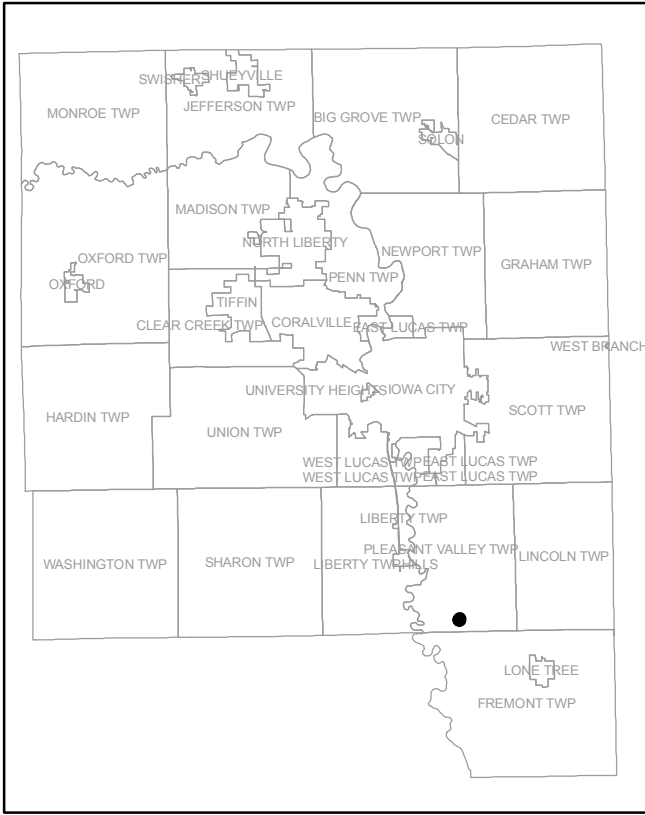 SWISHER
SHUEYVILLE
MONROE TWP
JEFFERSON TWP
BIG GROVE TWP
CEDAR TWP
SOLON
MADISON TWP
NORTH LIBERTY
NEWPORT TWP
OXFORD TWP
GRAHAM TWP
PENN TWP
OXFORD
TIFFIN
CLEAR CREEK TWP
CORALVILLE
EAST LUCAS TWP
WEST BRANCH
UNIVERSITY HEIGHTS
IOWA CITY
HARDIN TWP
SCOTT TWP
UNION TWP
WEST LUCAS TWP
EAST LUCAS TWP
WEST LUCAS TWP
EAST LUCAS TWP
LIBERTY TWP
PLEASANT VALLEY TWP
LINCOLN TWP
WASHINGTON TWP
SHARON TWP
LIBERTY TWP
HILLS
LONE TREE
FREMONT TWP